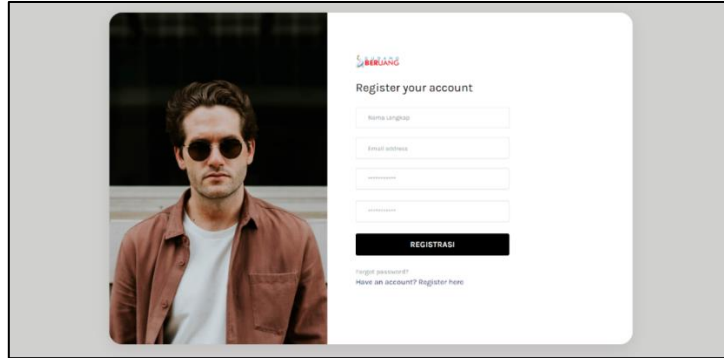 BERUANG
Register your account
Nama Lengkap
Email address
REGISTRASI
Forgot password?
Have an account? Register here